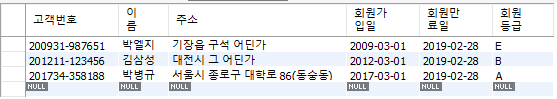 고객번호 이름 주소 회원가입일 회원만료일 회원등급
200931-987651 박엘지 기장읍 구석 어딘가 2009-03-01 2019-02-28 E
201211-123456 김삼성 대전시 그 어딘가 2012-03-01 2019-02-28 B
201734-358188 박병규 서울시 종로구 대학로 86(동숭동) 2017-03-01 2019-02-28 A
NULL NULL NULL NULL NULL NULL